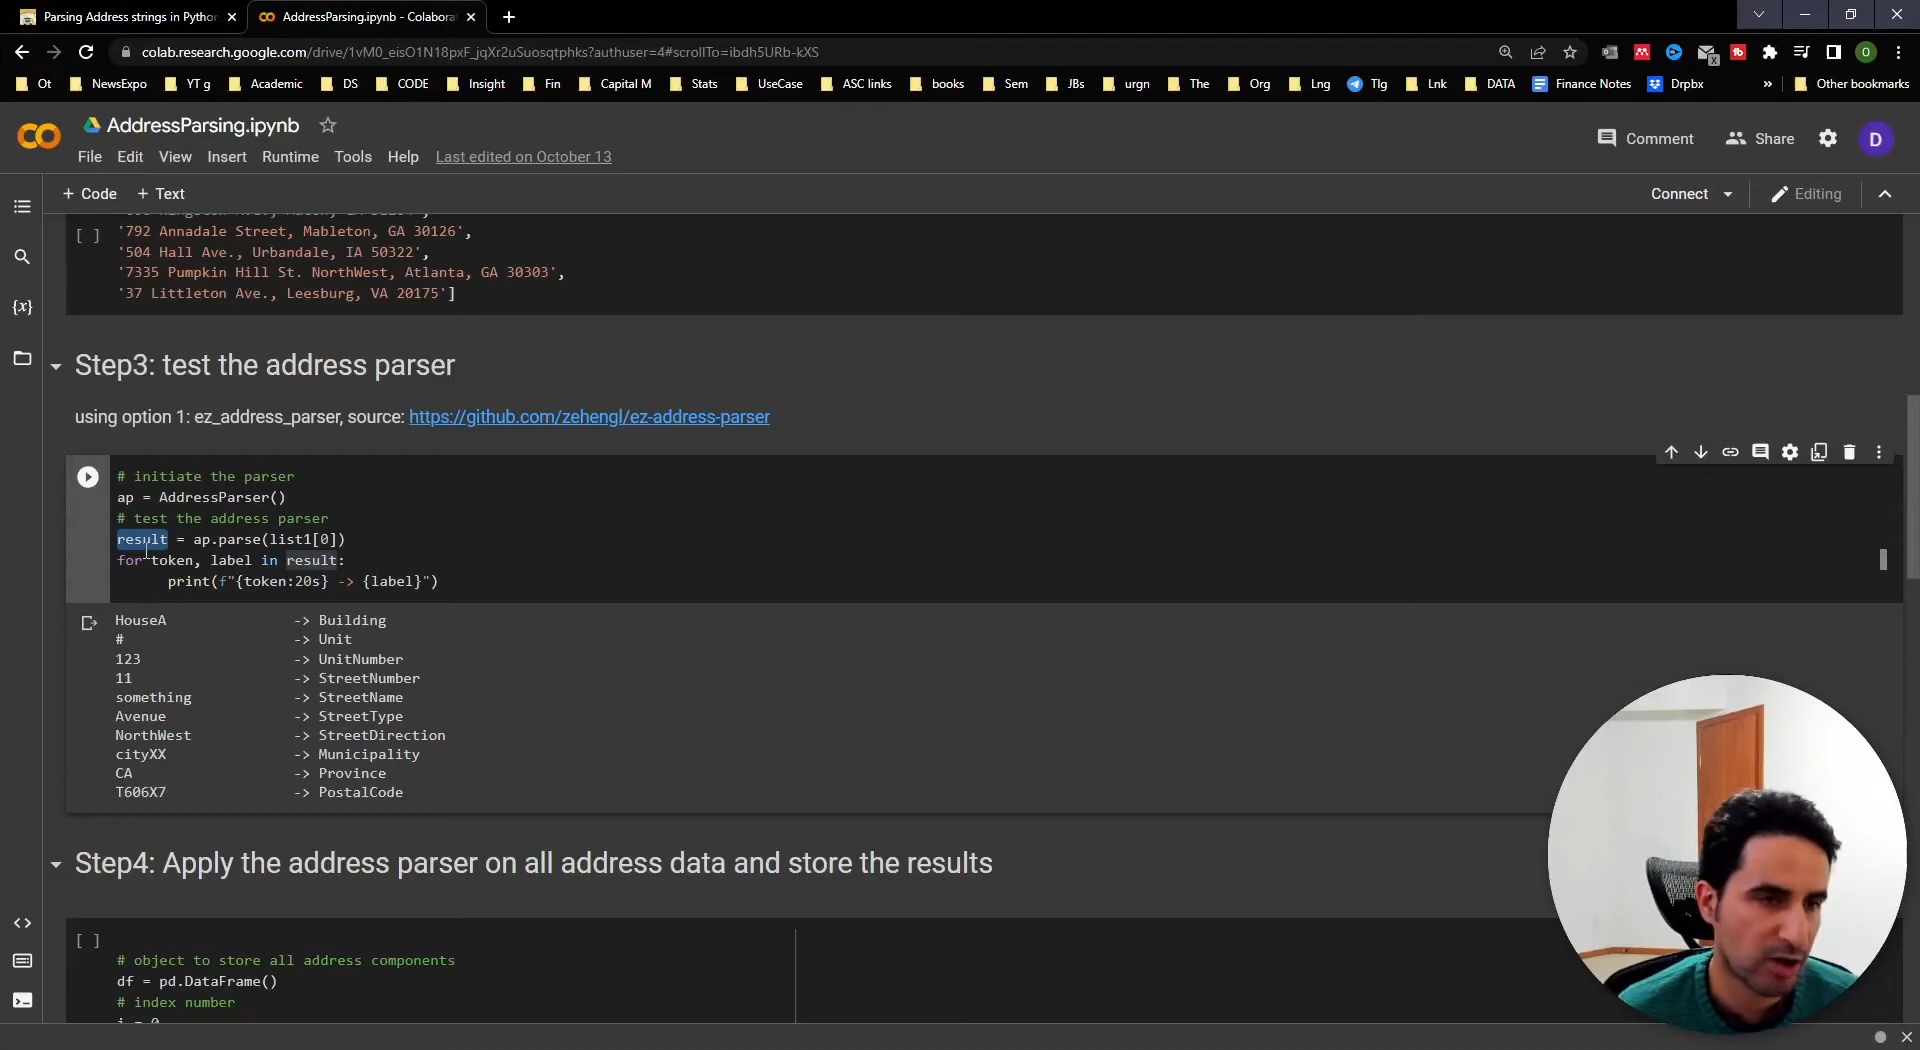 Parsing Address strings in Pytho
AddressParsing.ipynb - Colabora
colab.research.google.com/drive/1vM0_eisO1N18pxF_jqXr2uSuosqtphks?authuser=4#scrollTo=ibdh5URb-kXS
O
Ot NewsExpo YT g Academic DS CODE Insight Fin Capital M Stats UseCase ASC links books Sem JBs urgn The Org Lng Tlg Lnk DATA Finance Notes Drpbx » Other bookmarks
AddressParsing.ipynb
Comment Share D
File Edit View Insert Runtime Tools Help Last edited on October 13
+ Code + Text Connect Editing
[ ] '792 Annadale Street, Mableton, GA 30126',
'504 Hall Ave., Urbandale, IA 50322',
'7335 Pumpkin Hill St. NorthWest, Atlanta, GA 30303',
'37 Littleton Ave., Leesburg, VA 20175']
Step3: test the address parser
using option 1: ez_address_parser, source: https://github.com/zehengl/ez-address-parser
# initiate the parser
ap = AddressParser()
# test the address parser
result = ap.parse(list1[0])
for token, label in result:
print(f"{token:20s} -> {label}")
HouseA -> Building
# -> Unit
123 -> UnitNumber
11 -> StreetNumber
something -> StreetName
Avenue -> StreetType
NorthWest -> StreetDirection
cityXX -> Municipality
CA -> Province
T606X7 -> PostalCode
Step4: Apply the address parser on all address data and store the results
[ ]
# object to store all address components
df = pd.DataFrame()
# index number